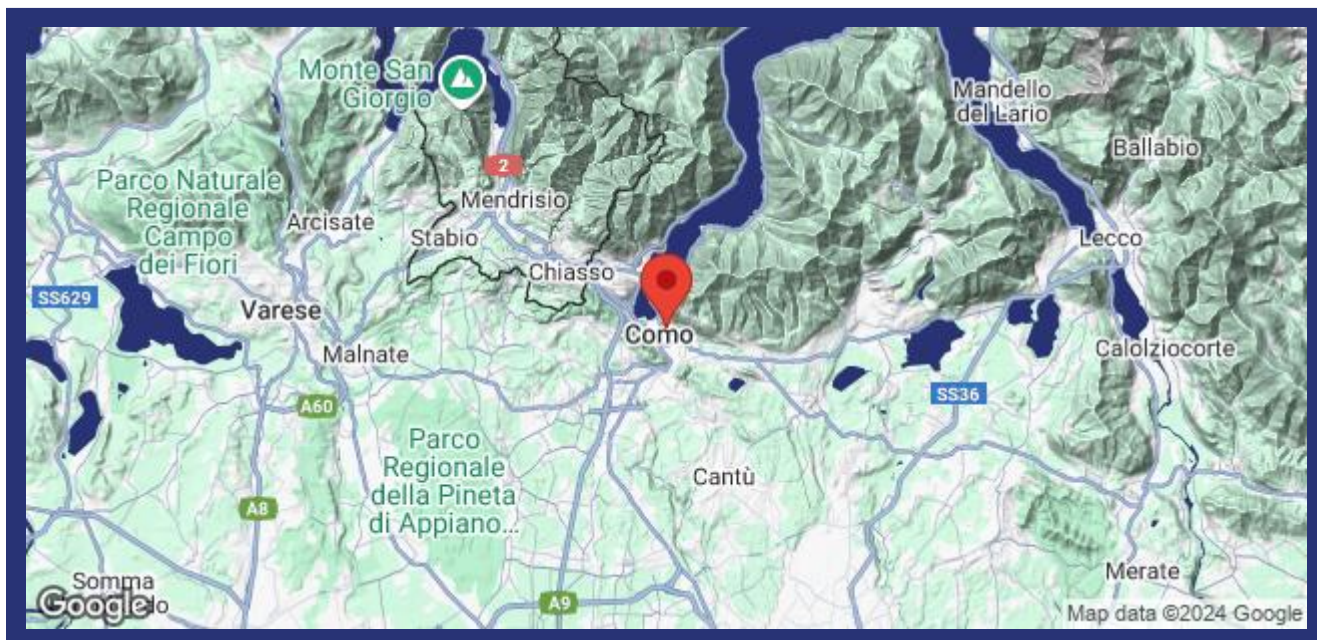 Monte San
Giorgio
Mandello
del Lario
Ballabio
2
Parco Naturale
Regionale
Campo
dei Fiori
Mendrisio
Arcisate
Stabio
Lecco
Chiasso
SS629
Varese
Como
Malnate
Calolziocorte
SS36
A60
Parco
Regionale
della Pineta
di Appiano...
Cantù
A8
Somma
Merate
A9
Google
Map data ©2024 Google